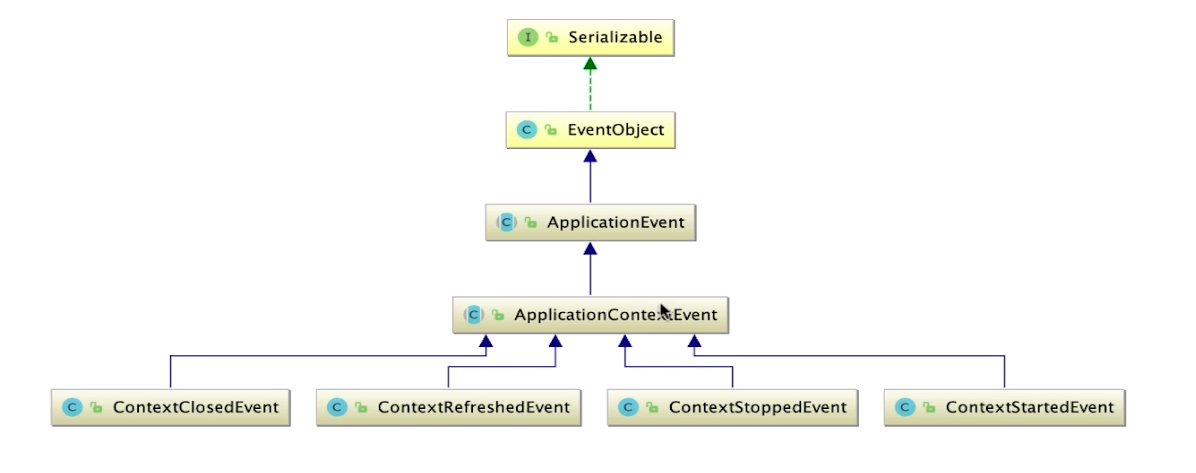 I Serializable
C EventObject
C ApplicationEvent
C ApplicationContextEvent
C ContextClosedEvent C ContextRefreshedEvent C ContextStoppedEvent C ContextStartedEvent